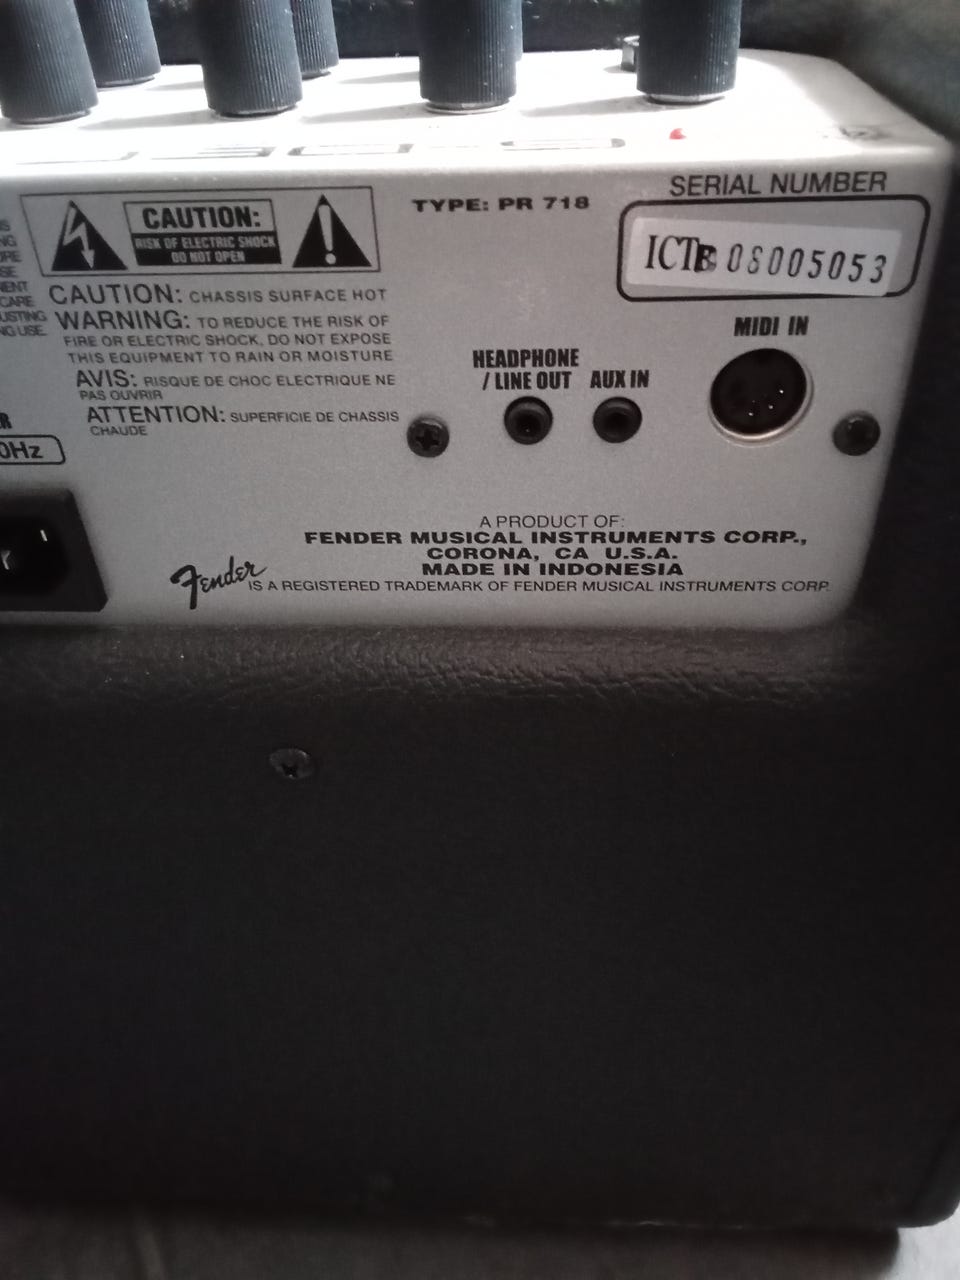 SERIAL NUMBER
TYPE: PR 718
CAUTION:
RISK OF ELECTRIC SHOCK
DO NOT OPEN
ICTB 08005053
CAUTION: CHASSIS SURFACE HOT
WARNING: TO REDUCE THE RISK OF
FIRE OR ELECTRIC SHOCK, DO NOT EXPOSE
THIS EQUIPMENT TO RAIN OR MOISTURE
AVIS: RISQUE DE CHOC ELECTRIQUE NE
PAS OUVRIR
ATTENTION: SUPERFICIE DE CHASSIS
CHAUDE
MIDI IN
HEADPHONE
/ LINE OUT
AUX IN
0Hz
A PRODUCT OF:
FENDER MUSICAL INSTRUMENTS CORP.,
CORONA, CA U.S.A.
MADE IN INDONESIA
Fender IS A REGISTERED TRADEMARK OF FENDER MUSICAL INSTRUMENTS CORP.